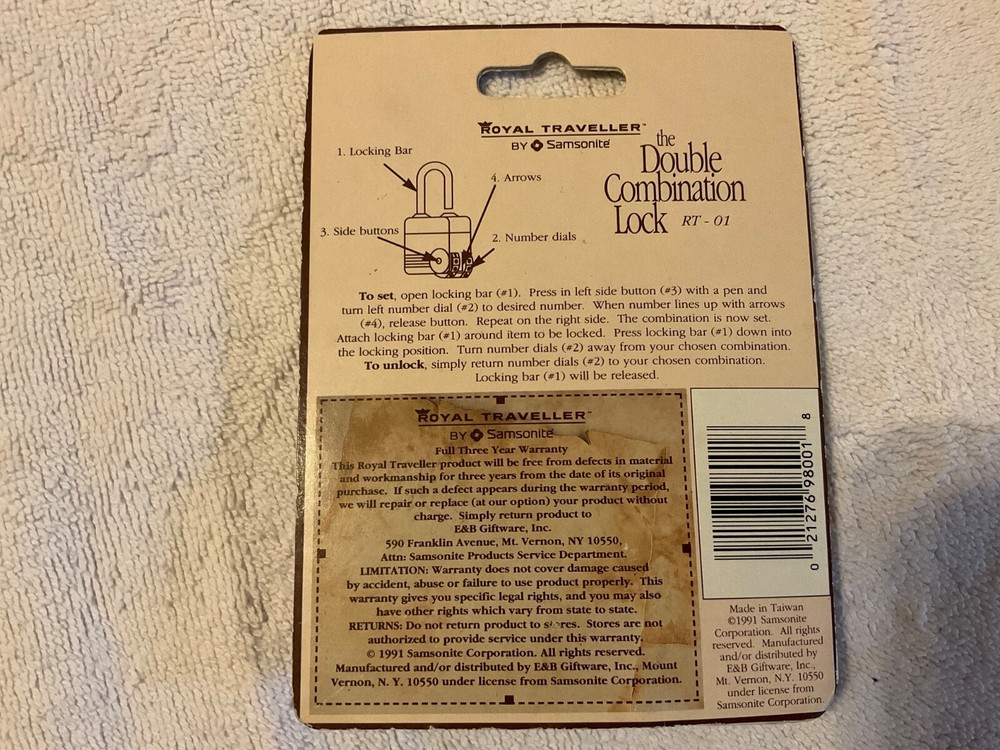 ROYAL TRAVELLER™
BY Samsonite®
the
Double
Combination
Lock RT - 01
1. Locking Bar
4. Arrows
3. Side buttons
2. Number dials
To set, open locking bar (#1). Press in left side button (#3) with a pen and
turn left number dial (#2) to desired number. When number lines up with arrows
(#4), release button. Repeat on the right side. The combination is now set.
Attach locking bar (#1) around item to be locked. Press locking bar (#1) down into
the locking position. Turn number dials (#2) away from your chosen combination.
To unlock, simply return number dials (#2) to your chosen combination.
Locking bar (#1) will be released.
ROYAL TRAVELLER™
BY Samsonite®
Full Three Year Warranty
This Royal Traveller product will be free from defects in material
and workmanship for three years from the date of its original
purchase. If such a defect appears during the warranty period,
we will repair or replace (at our option) your product without
charge. Simply return product to
E&B Giftware, Inc.
590 Franklin Avenue, Mt. Vernon, NY 10550,
Attn: Samsonite Products Service Department.
LIMITATION: Warranty does not cover damage caused
by accident, abuse or failure to use product properly. This
warranty gives you specific legal rights, and you may also
have other rights which vary from state to state.
RETURNS: Do not return product to stores. Stores are not
authorized to provide service under this warranty.
© 1991 Samsonite Corporation. All rights reserved.
Manufactured and/or distributed by E&B Giftware, Inc., Mount
Vernon, N. Y. 10550 under license from Samsonite Corporation.
0 21276 98001 8
Made in Taiwan
©1991 Samsonite
Corporation. All rights
reserved. Manufactured
and/or distributed by
E&B Giftware, Inc.,
Mt. Vernon, N.Y. 10550
under license from
Samsonite Corporation.